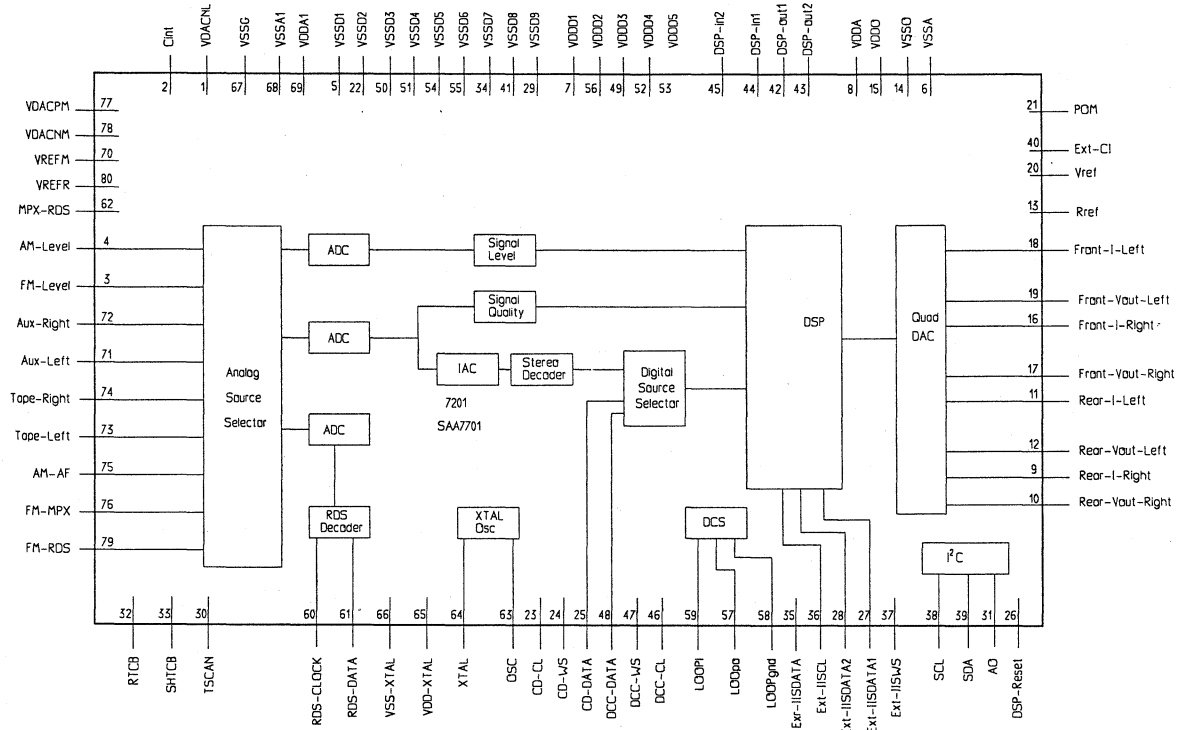 Cint
VDACNL
VSSG
VSSA1
VDDA1
VSSD1
VSSD2
VSSD3
VSSD4
VSSD5
VSSD6
VSSD7
VSSD8
VSSD9
VDDD1
VDDD2
VDDD3
VDDD4
VDDD5
DSP-in2
DSP-in1
DSP-out1
DSP-out2
VDDA
VDDO
VSSO
VSSA
2
1
67
68
69
5
22
50
51
54
55
34
41
29
7
56
49
52
53
45
44
42
43
8
15
14
6
VDACPM 77
VDACNM 78
VREFM 70
VREFR 80
MPX-RDS 62
AM-Level 4
FM-Level 3
Aux-Right 72
Aux-Left 71
Tape-Right 74
Tape-Left 73
AM-AF 75
FM-MPX 76
FM-RDS 79
21 POM
40 Ext-Cl
20 Vref
13 Rref
18 Front-I-Left
19 Front-Vout-Left
16 Front-I-Right
17 Front-Vout-Right
11 Rear-I-Left
12 Rear-Vout-Left
9 Rear-I-Right
10 Rear-Vout-Right
Analog
Source
Selector
ADC
ADC
ADC
Signal
Level
Signal
Quality
IAC
Stereo
Decoder
7201
SAA7701
Digital
Source
Selector
DSP
Quad
DAC
RDS
Decoder
XTAL
Osc
DCS
I²C
32
33
30
60
61
66
65
64
63
23
24
25
48
47
46
59
57
58
35
36
28
27
37
38
39
31
26
RTCB
SHTCB
TSCAN
RDS-CLOCK
RDS-DATA
VSS-XTAL
VDD-XTAL
XTAL
OSC
CD-CL
CD-WS
CD-DATA
DCC-DATA
DCC-WS
DCC-CL
LOOPI
LOOpo
LOOPgnd
Exr-IISDATA
Ext-IISCL
Ext-IISDATA2
Ext-IISDATA1
Ext-IISWS
SCL
SDA
AO
DSP-Reset